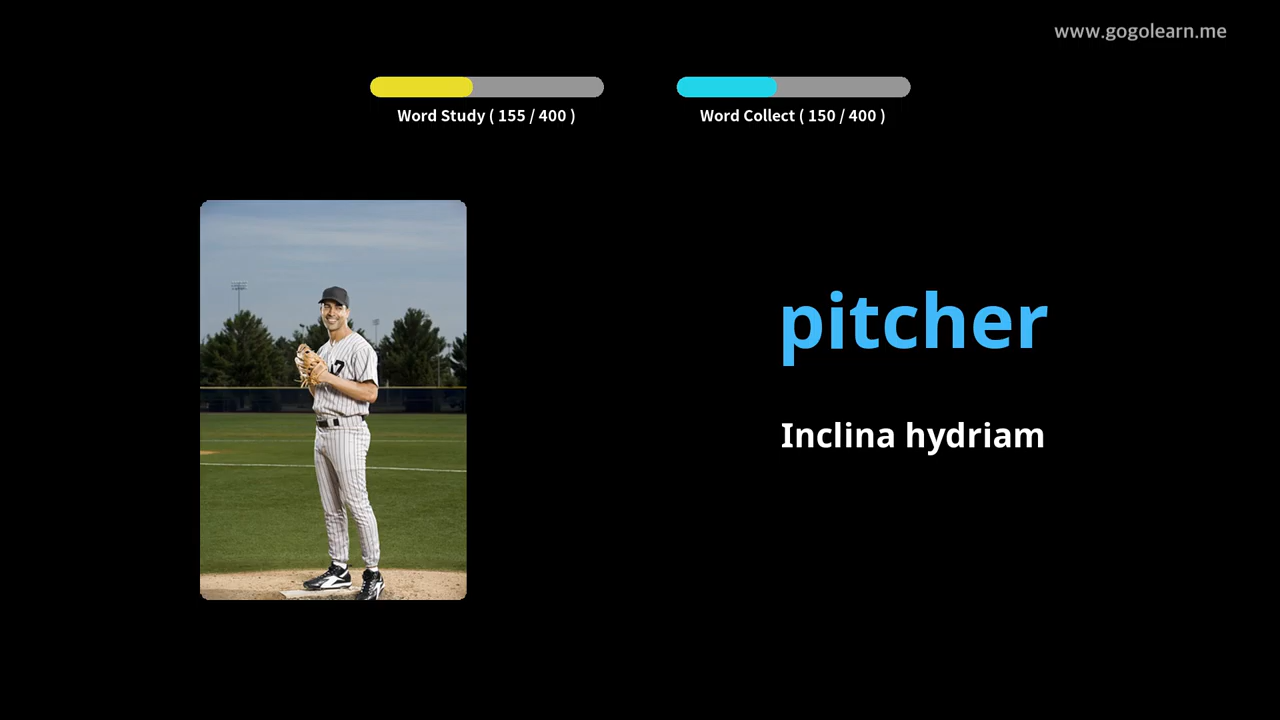 www.gogolearn.me
Word Study ( 155 / 400 )
Word Collect ( 150 / 400 )
pitcher
Inclina hydriam